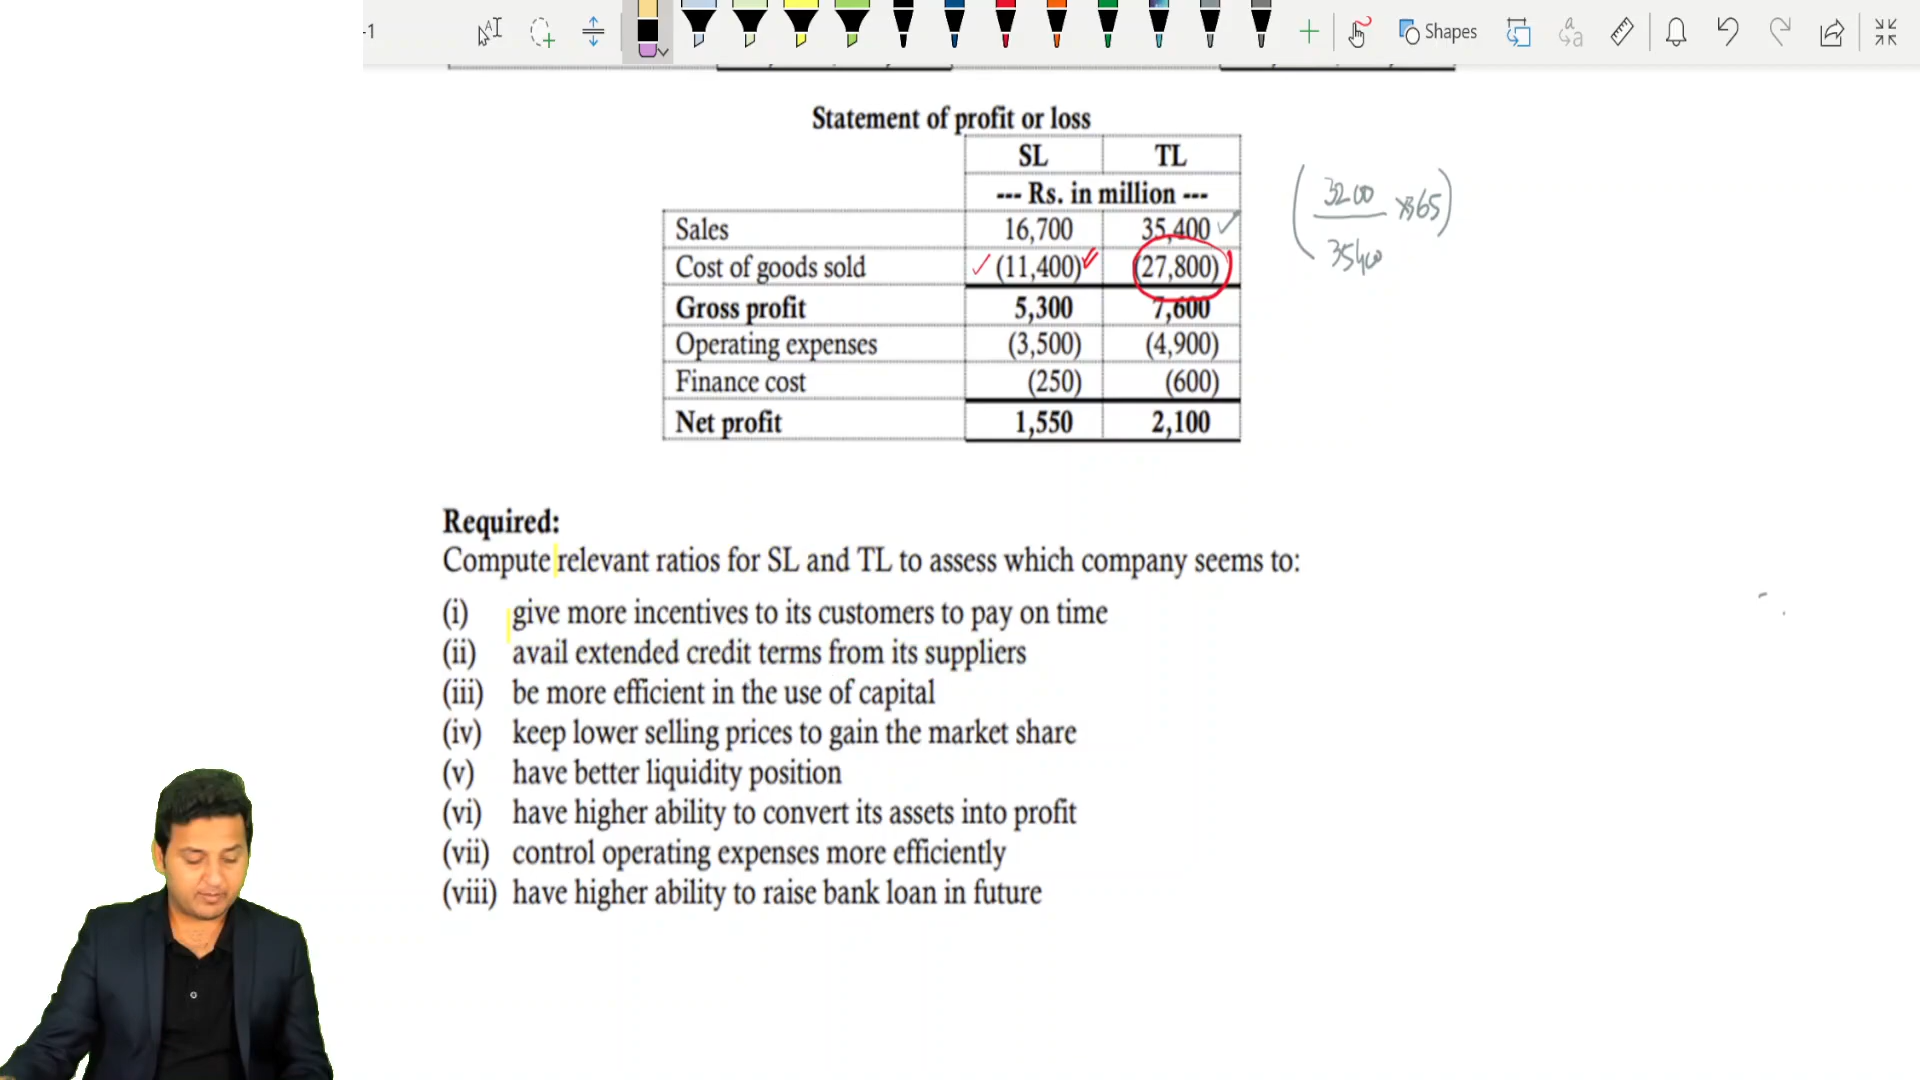 -1
Shapes
Statement of profit or loss
SL TL
--- Rs. in million ---
Sales 16,700 35,400
Cost of goods sold (11,400) (27,800)
Gross profit 5,300 7,600
Operating expenses (3,500) (4,900)
Finance cost (250) (600)
Net profit 1,550 2,100
(3200 / 35400 × 365)
Required:
Compute relevant ratios for SL and TL to assess which company seems to:
(i) give more incentives to its customers to pay on time
(ii) avail extended credit terms from its suppliers
(iii) be more efficient in the use of capital
(iv) keep lower selling prices to gain the market share
(v) have better liquidity position
(vi) have higher ability to convert its assets into profit
(vii) control operating expenses more efficiently
(viii) have higher ability to raise bank loan in future